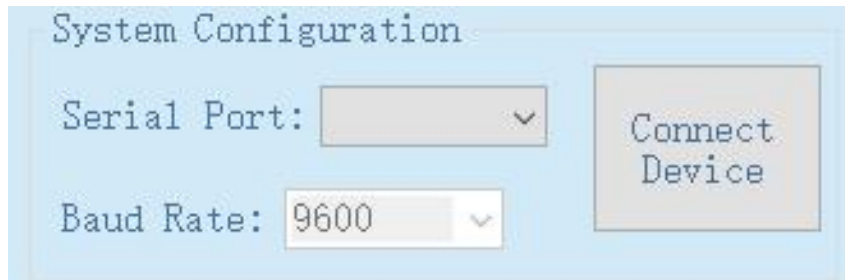 System Configuration
Serial Port:
Connect
Device
Baud Rate: 9600